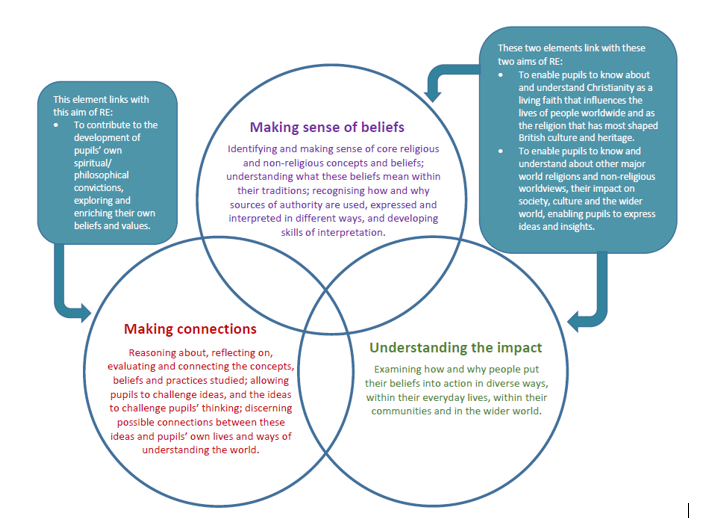 These two elements link with these
two aims of RE:
• To enable pupils to know about
and understand Christianity as a
living faith that influences the
lives of people worldwide and as
the religion that has most shaped
British culture and heritage.
• To enable pupils to know and
understand about other major
world religions and non-religious
worldviews, their impact on
society, culture and the wider
world, enabling pupils to express
ideas and insights.
This element links with
this aim of RE:
• To contribute to the
development of
pupils' own
spiritual/
philosophical
convictions,
exploring and
enriching their own
beliefs and values.
Making sense of beliefs
Identifying and making sense of core religious
and non-religious concepts and beliefs;
understanding what these beliefs mean within
their traditions; recognising how and why
sources of authority are used, expressed and
interpreted in different ways, and developing
skills of interpretation.
Making connections
Reasoning about, reflecting on,
evaluating and connecting the concepts,
beliefs and practices studied; allowing
pupils to challenge ideas, and the ideas
to challenge pupils' thinking; discerning
possible connections between these
ideas and pupils' own lives and ways of
understanding the world.
Understanding the impact
Examining how and why people put
their beliefs into action in diverse ways,
within their everyday lives, within their
communities and in the wider world.